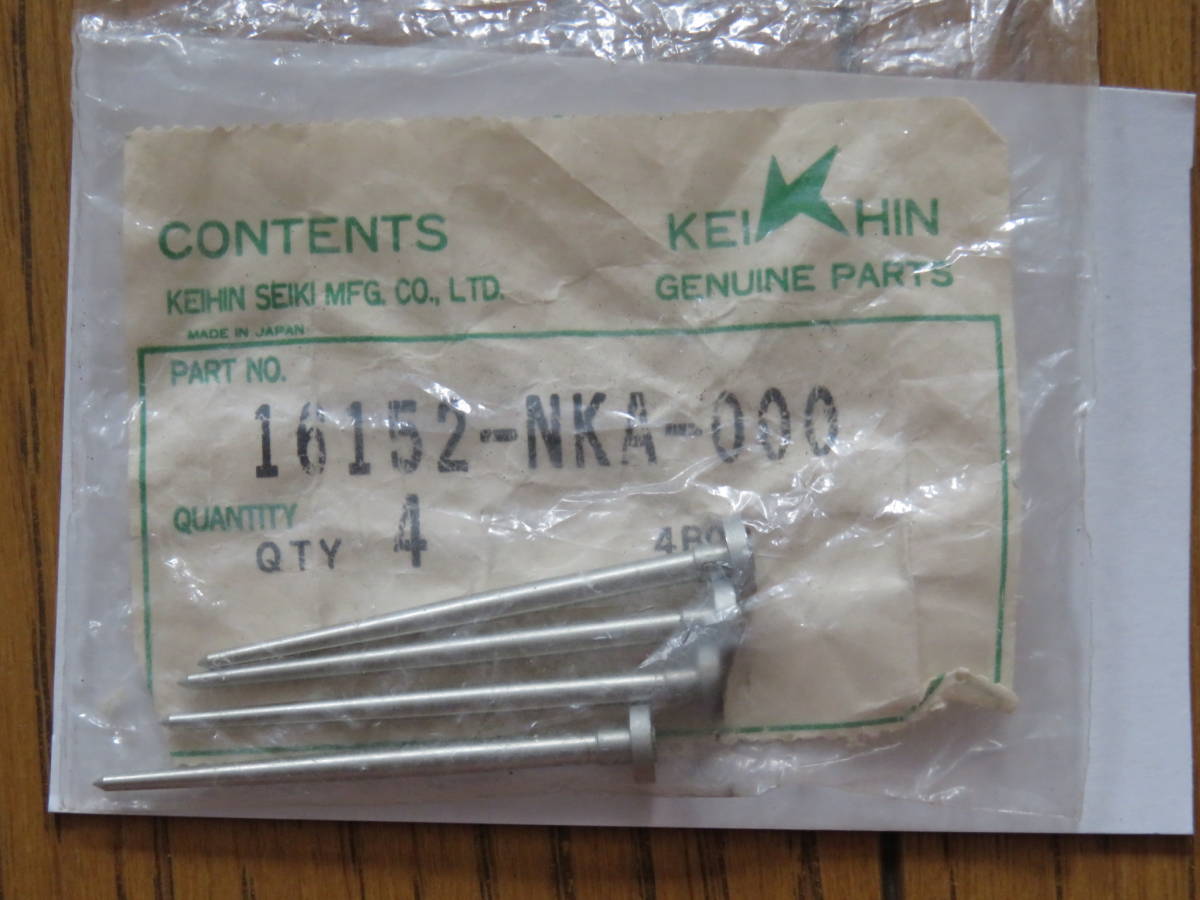 CONTENTS
KEIHIN SEIKI MFG. CO., LTD.
MADE IN JAPAN
KEIHIN
GENUINE PARTS
PART NO.
16152-NKA-000
QUANTITY
QTY 4